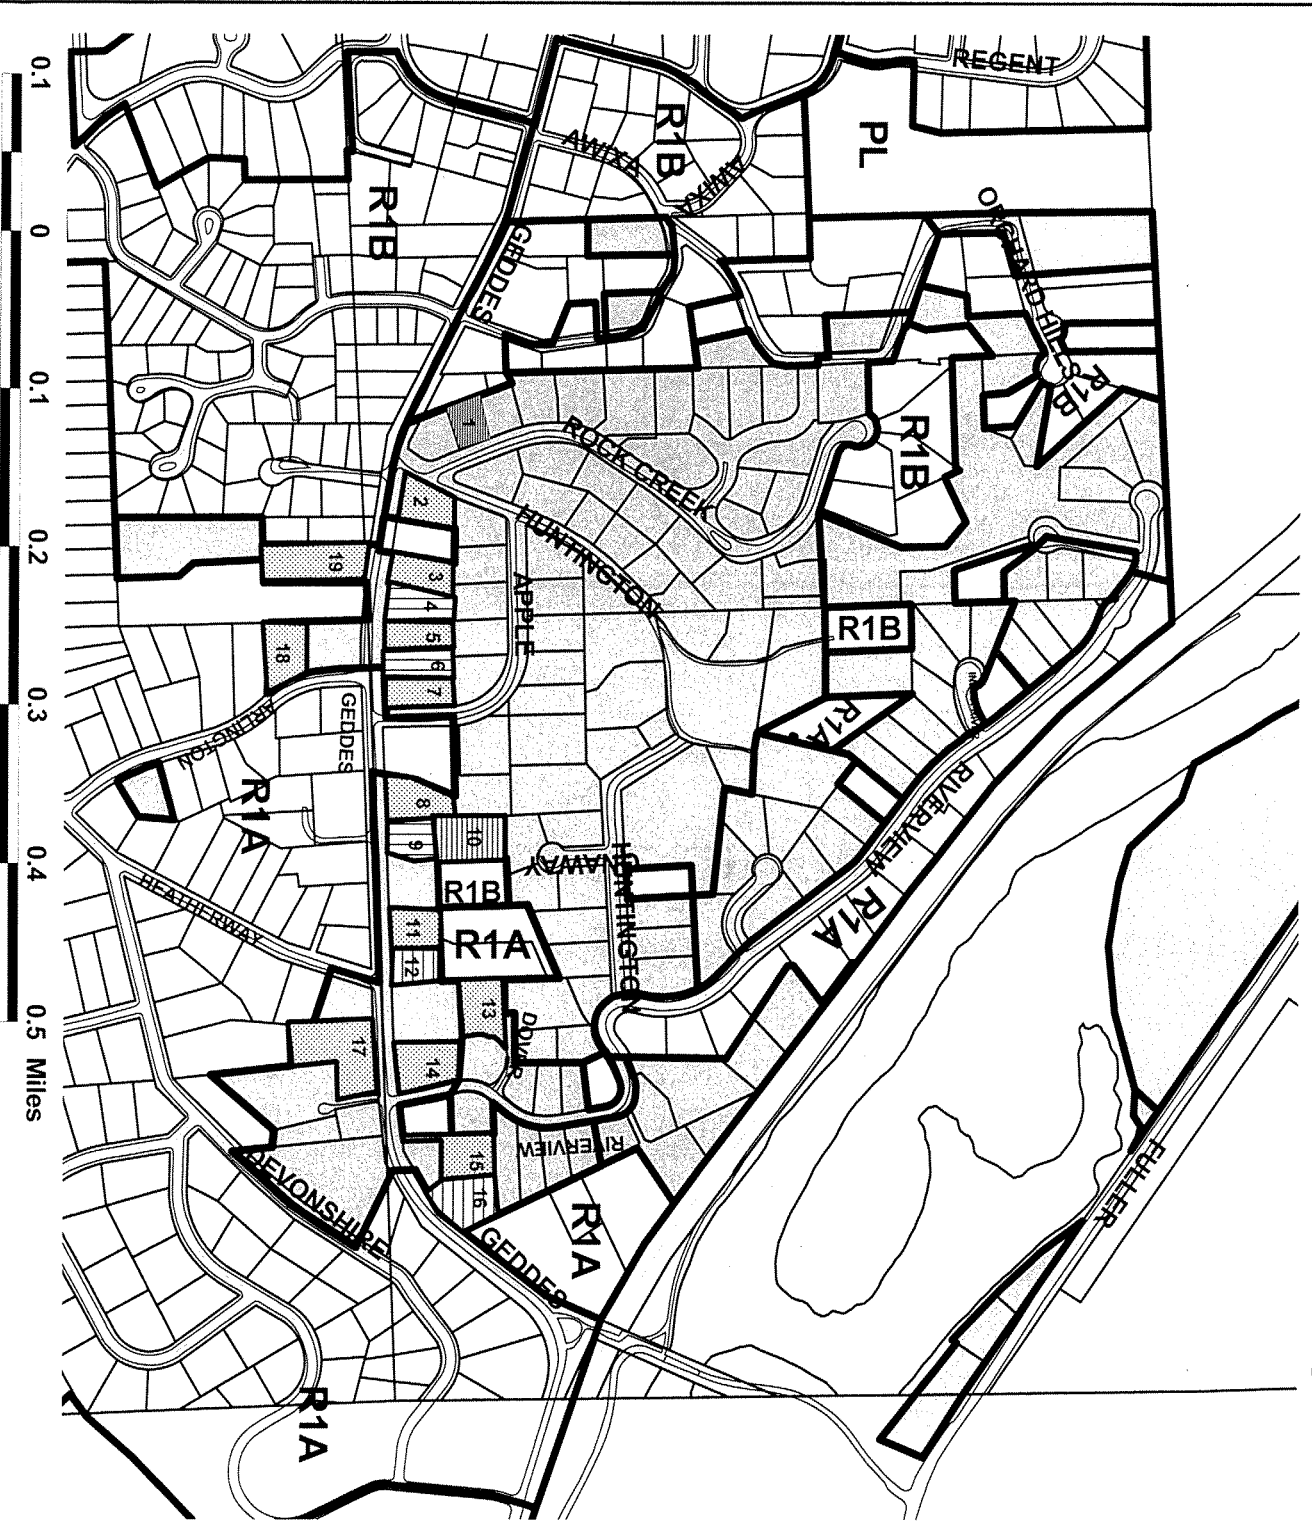 REGENT
R1B
PL
AWIXA
AWIXA
ORCHARD HILLS
R1B
R1B
GEDDES
R1B
1
ROCK CREEK
2
HUNTINGTON
APPLE
R1B
19
3
4
5
6
7
18
R1A
GEDDES
ARLINGTON
R1A
RIVERVIEW
8
9
10
HUNTINGTON
R1B
R1A
HEATHERWAY
11
R1A
12
13
DOVER
17
14
RIVERVIEW
FULLER
15
16
DEVONSHIRE
R1A
GEDDES
R1A
0.1 0 0.1 0.2 0.3 0.4 0.5 Miles